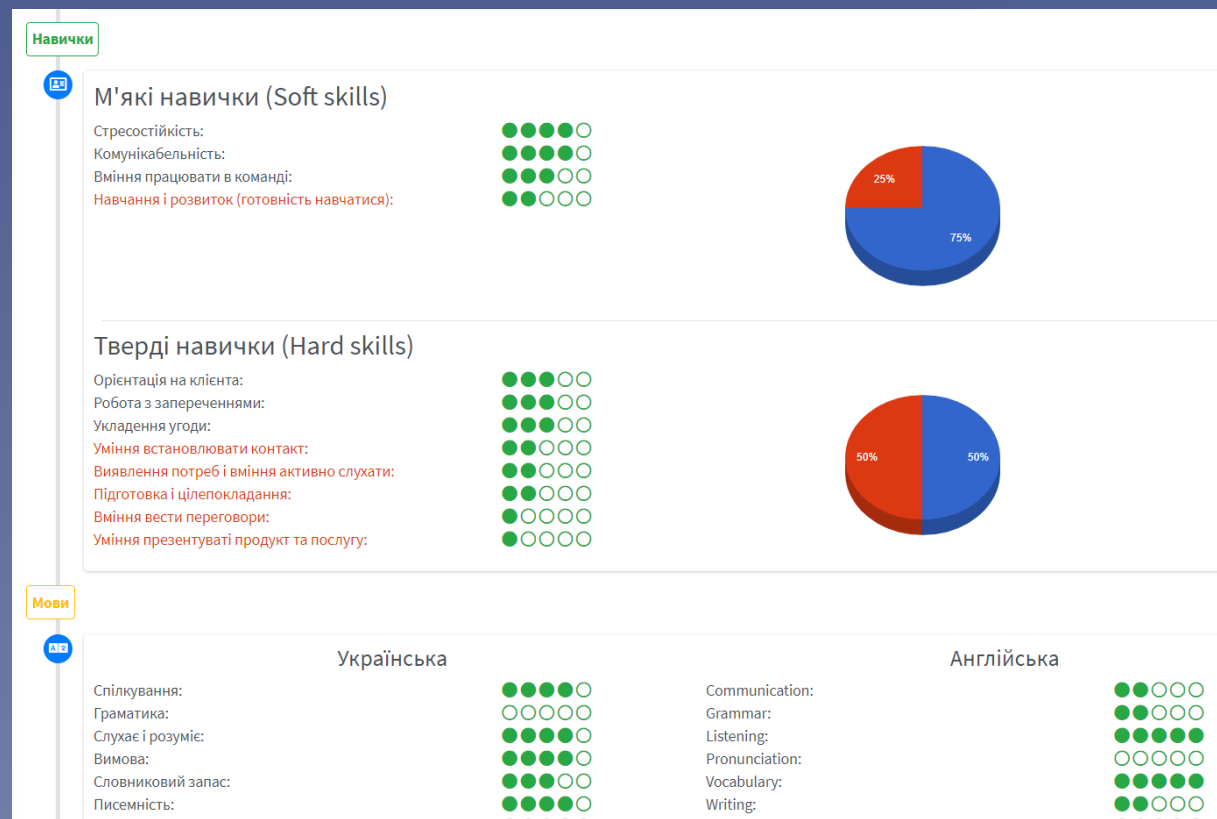 Навички
М'які навички (Soft skills)
Стресостійкість:
Комунікабельність:
Вміння працювати в команді:
Навчання і розвиток (готовність навчатися):
25%
75%
Тверді навички (Hard skills)
Орієнтація на клієнта:
Робота з запереченнями:
Укладення угоди:
Уміння встановлювати контакт:
Виявлення потреб і вміння активно слухати:
Підготовка і цілепокладання:
Вміння вести переговори:
Уміння презентуваті продукт та послугу:
50%
50%
Мови
Українська
Спілкування:
Граматика:
Слухає і розуміє:
Вимова:
Словниковий запас:
Писемність:
Англійська
Communication:
Grammar:
Listening:
Pronunciation:
Vocabulary:
Writing: